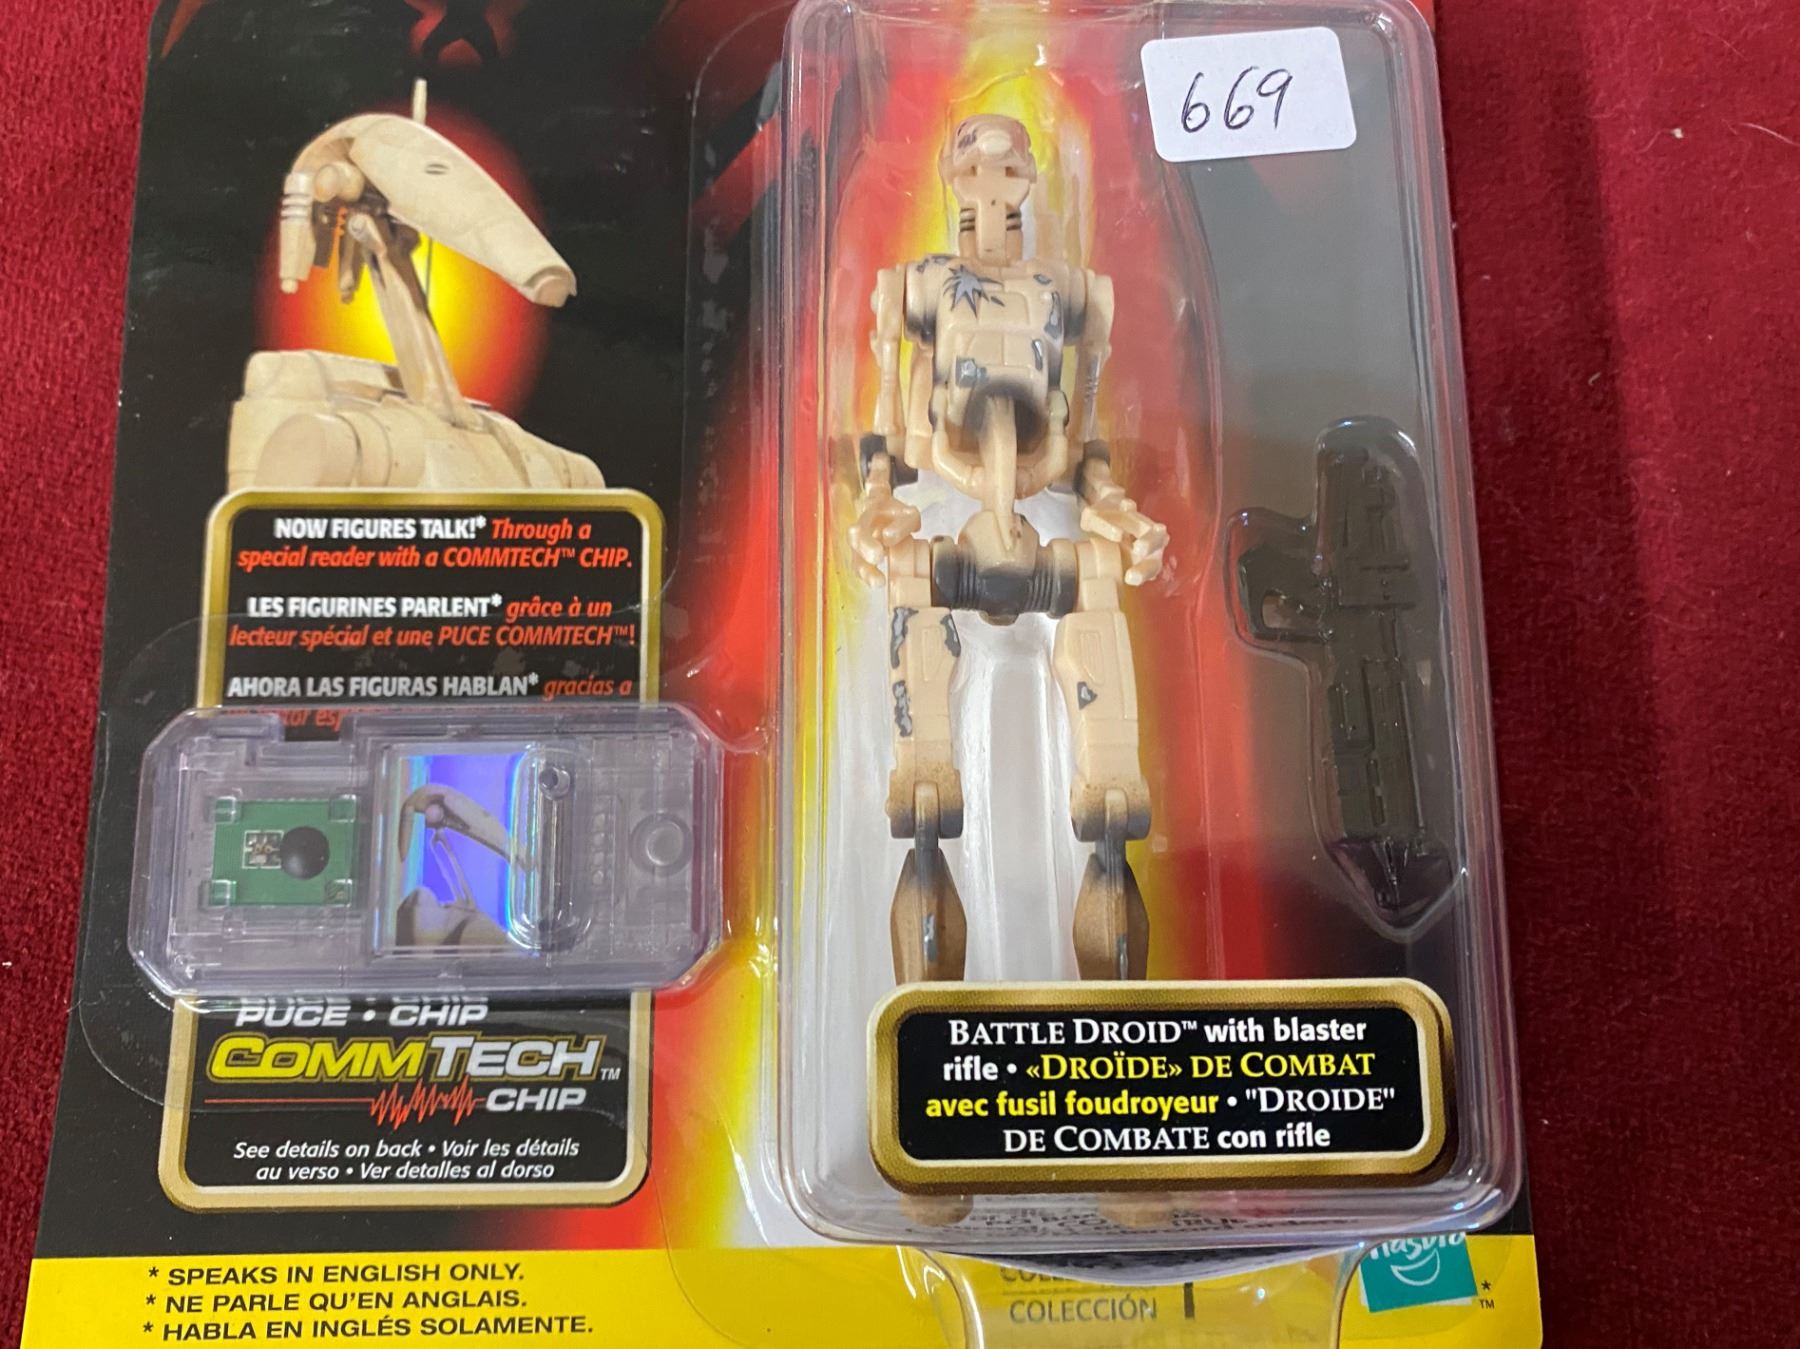 669
NOW FIGURES TALK!* Through a
special reader with a COMMTECH™ CHIP.
LES FIGURINES PARLENT* grâce à un
lecteur spécial et une PUCE COMMTECH™!
AHORA LAS FIGURAS HABLAN* gracias a
PUCE • CHIP
COMMTECH™
CHIP
See details on back • Voir les détails
au verso • Ver detalles al dorso
BATTLE DROID™ with blaster
rifle • «DROÏDE» DE COMBAT
avec fusil foudroyeur • "DROIDE"
DE COMBATE con rifle
* SPEAKS IN ENGLISH ONLY.
* NE PARLE QU'EN ANGLAIS.
* HABLA EN INGLÉS SOLAMENTE.
COLECCIÓN 1
Hasbro
*
™